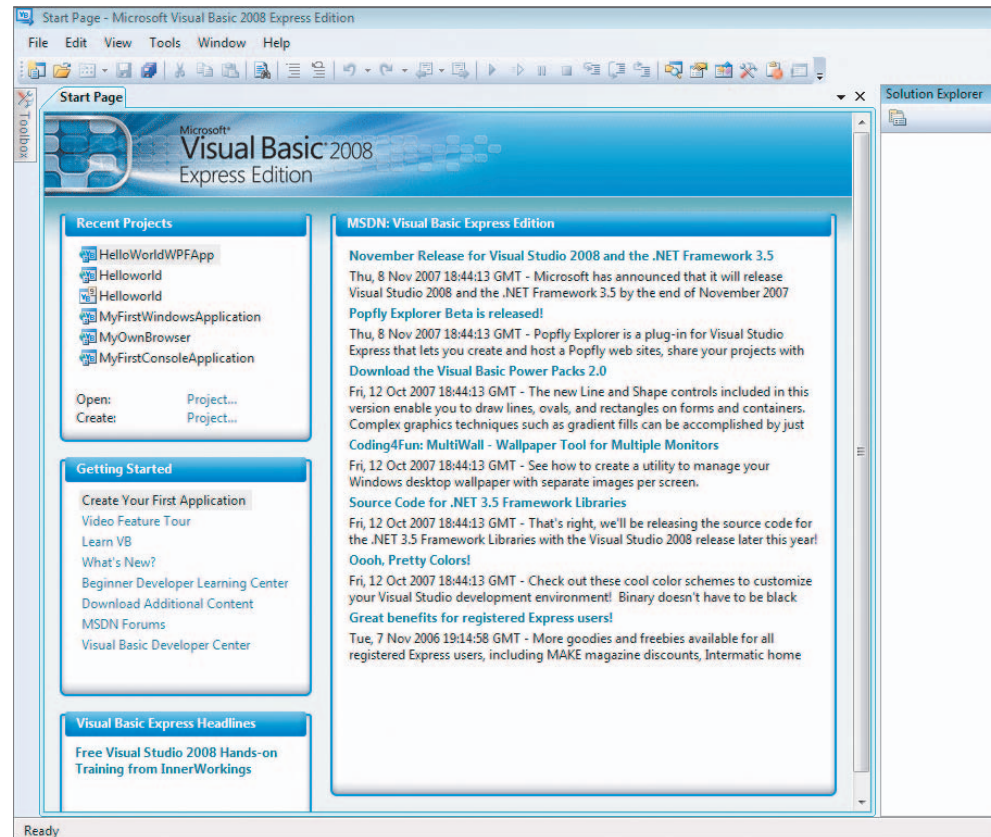 Start Page - Microsoft Visual Basic 2008 Express Edition
File Edit View Tools Window Help
Toolbox
Start Page
Solution Explorer
Microsoft®
Visual Basic® 2008
Express Edition
Recent Projects
HelloWorldWPFApp
Helloworld
Helloworld
MyFirstWindowsApplication
MyOwnBrowser
MyFirstConsoleApplication
Open: Project...
Create: Project...
Getting Started
Create Your First Application
Video Feature Tour
Learn VB
What's New?
Beginner Developer Learning Center
Download Additional Content
MSDN Forums
Visual Basic Developer Center
Visual Basic Express Headlines
Free Visual Studio 2008 Hands-on
Training from InnerWorkings
MSDN: Visual Basic Express Edition
November Release for Visual Studio 2008 and the .NET Framework 3.5
Thu, 8 Nov 2007 18:44:13 GMT - Microsoft has announced that it will release
Visual Studio 2008 and the .NET Framework 3.5 by the end of November 2007
Popfly Explorer Beta is released!
Thu, 8 Nov 2007 18:44:13 GMT - Popfly Explorer is a plug-in for Visual Studio
Express that lets you create and host a Popfly web sites, share your projects with
Download the Visual Basic Power Packs 2.0
Fri, 12 Oct 2007 18:44:13 GMT - The new Line and Shape controls included in this
version enable you to draw lines, ovals, and rectangles on forms and containers.
Complex graphics techniques such as gradient fills can be accomplished by just
Coding4Fun: MultiWall - Wallpaper Tool for Multiple Monitors
Fri, 12 Oct 2007 18:44:13 GMT - See how to create a utility to manage your
Windows desktop wallpaper with separate images per screen.
Source Code for .NET 3.5 Framework Libraries
Fri, 12 Oct 2007 18:44:13 GMT - That's right, we'll be releasing the source code for
the .NET 3.5 Framework Libraries with the Visual Studio 2008 release later this year!
Oooh, Pretty Colors!
Fri, 12 Oct 2007 18:44:13 GMT - Check out these cool color schemes to customize
your Visual Studio development environment! Binary doesn't have to be black
Great benefits for registered Express users!
Tue, 7 Nov 2006 19:14:58 GMT - More goodies and freebies available for all
registered Express users, including MAKE magazine discounts, Intermatic home
Ready